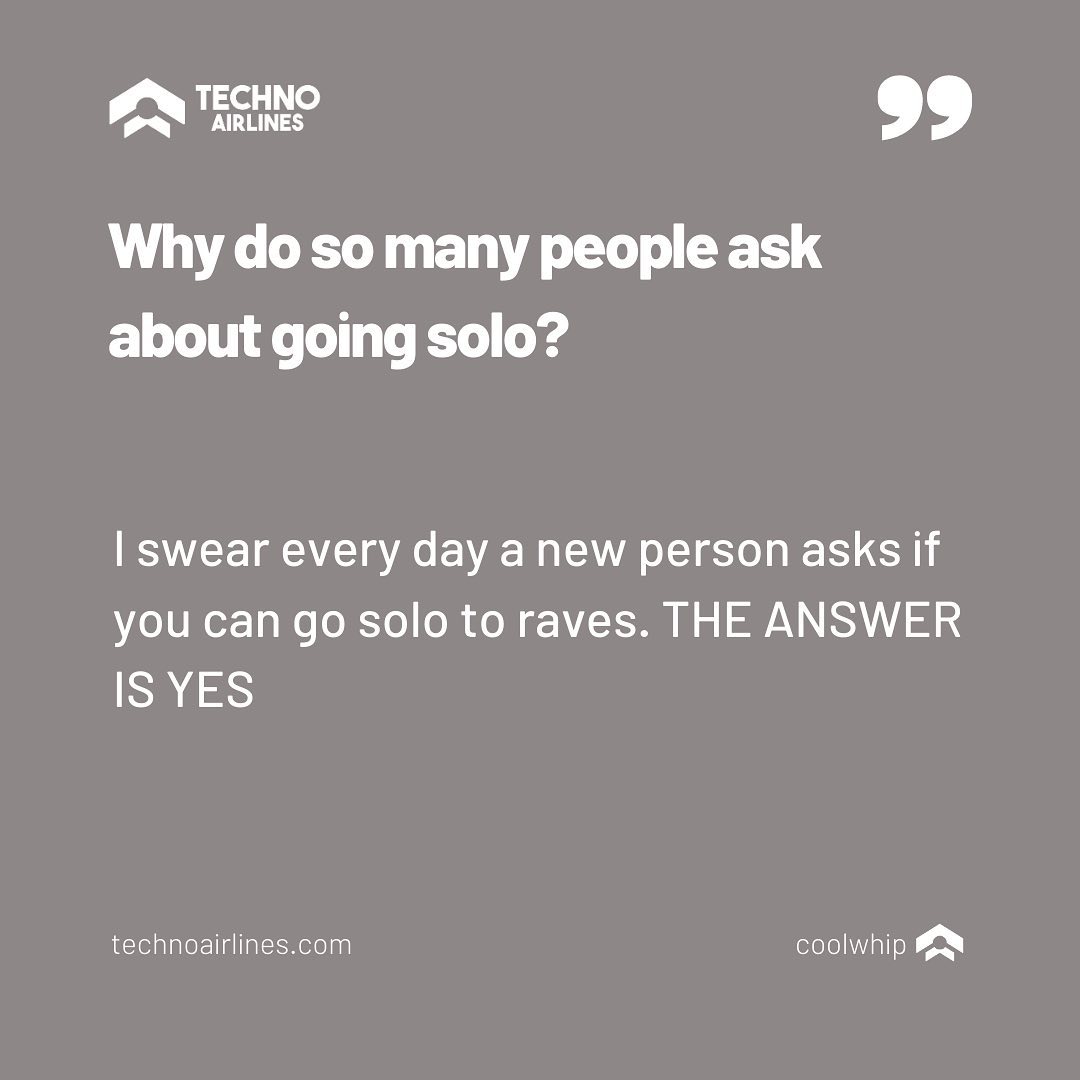 TECHNO
AIRLINES
”
Why do so many people ask
about going solo?
I swear every day a new person asks if
you can go solo to raves. THE ANSWER
IS YES
technoairlines.com
coolwhip